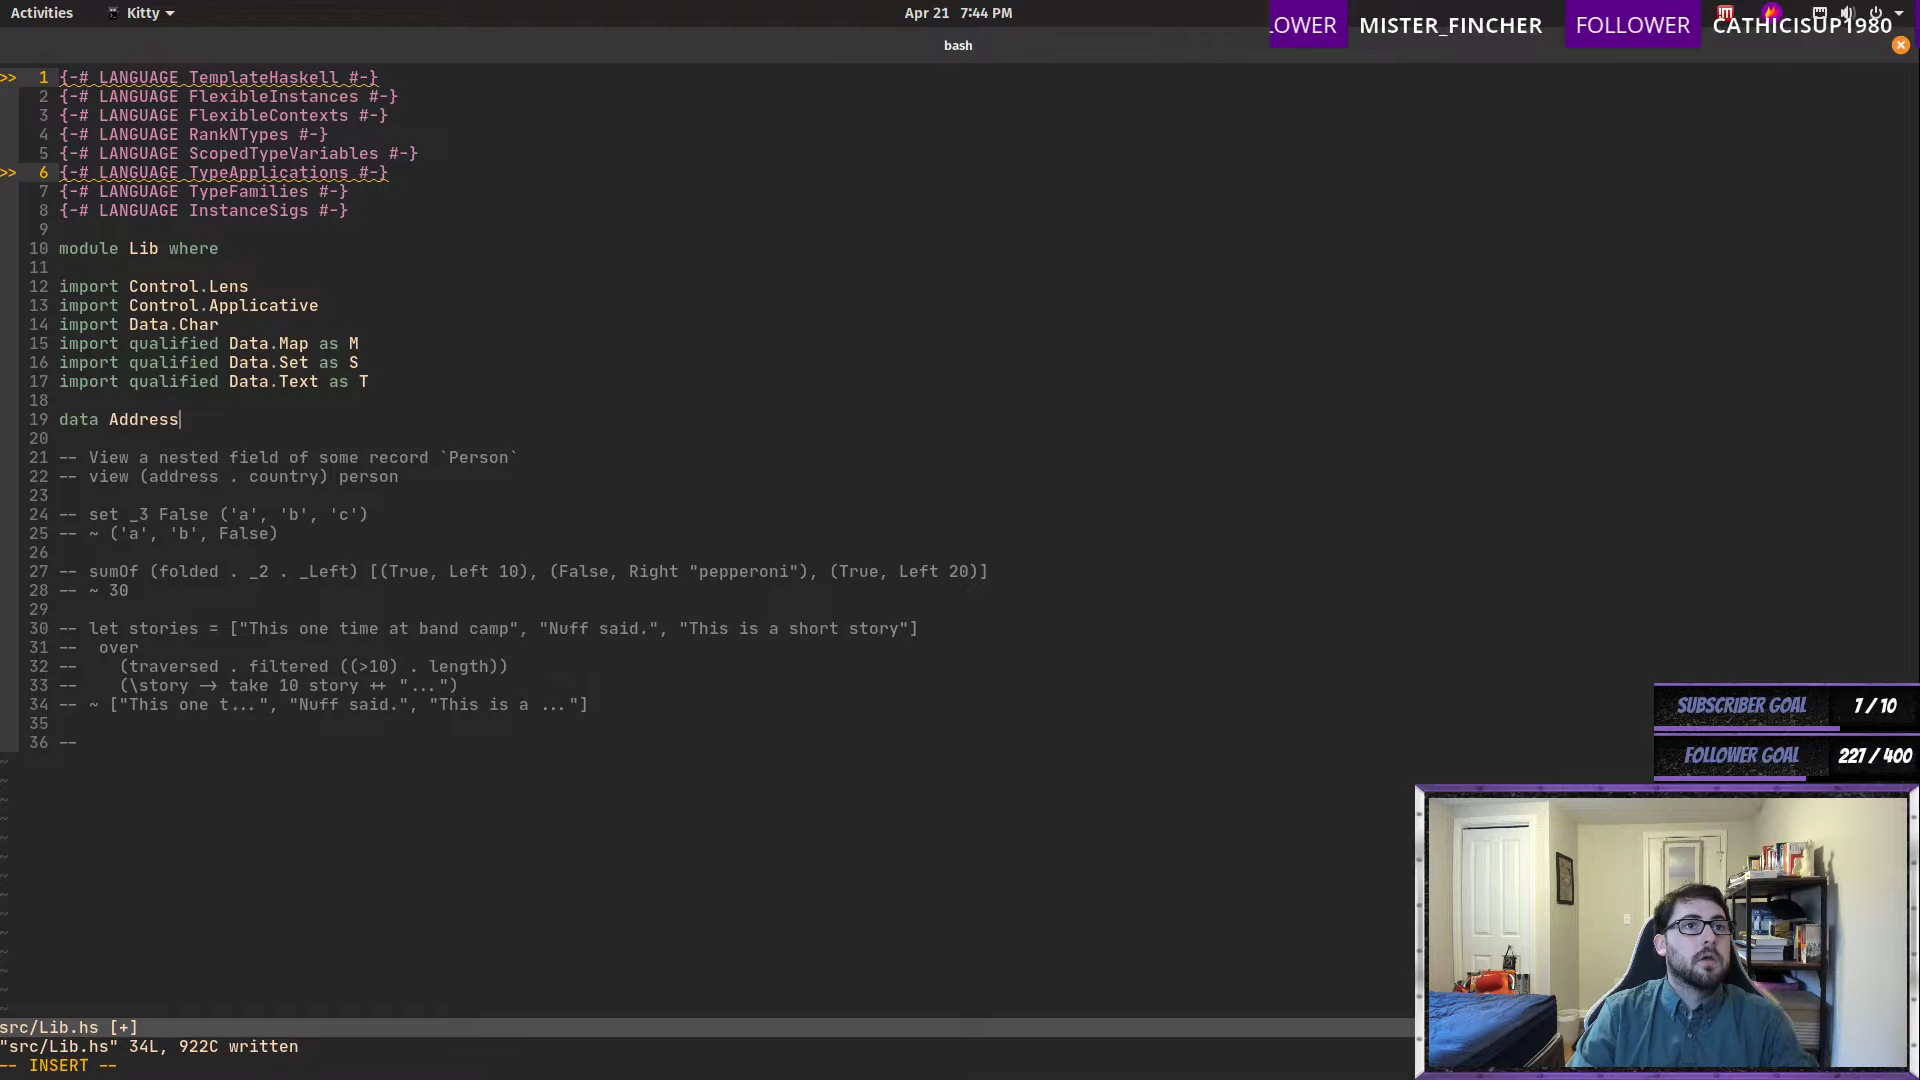 Activities
Kitty
Apr 21 7:44 PM
LOWER MISTER_FINCHER FOLLOWER CATHICISUP1980
bash
>> 1 {-# LANGUAGE TemplateHaskell #-}
2 {-# LANGUAGE FlexibleInstances #-}
3 {-# LANGUAGE FlexibleContexts #-}
4 {-# LANGUAGE RankNTypes #-}
5 {-# LANGUAGE ScopedTypeVariables #-}
>> 6 {-# LANGUAGE TypeApplications #-}
7 {-# LANGUAGE TypeFamilies #-}
8 {-# LANGUAGE InstanceSigs #-}
9
10 module Lib where
11
12 import Control.Lens
13 import Control.Applicative
14 import Data.Char
15 import qualified Data.Map as M
16 import qualified Data.Set as S
17 import qualified Data.Text as T
18
19 data Address
20
21 -- View a nested field of some record `Person`
22 -- view (address . country) person
23
24 -- set _3 False ('a', 'b', 'c')
25 -- ~ ('a', 'b', False)
26
27 -- sumOf (folded . _2 . _Left) [(True, Left 10), (False, Right "pepperoni"), (True, Left 20)]
28 -- ~ 30
29
30 -- let stories = ["This one time at band camp", "Nuff said.", "This is a short story"]
31 --  over
32 --    (traversed . filtered ((>10) . length))
33 --    (\story -> take 10 story ++ "...")
34 -- ~ ["This one t...", "Nuff said.", "This is a ..."]
35
36 --
SUBSCRIBER GOAL 7 / 10
FOLLOWER GOAL 227 / 400
src/Lib.hs [+]
"src/Lib.hs" 34L, 922C written
-- INSERT --